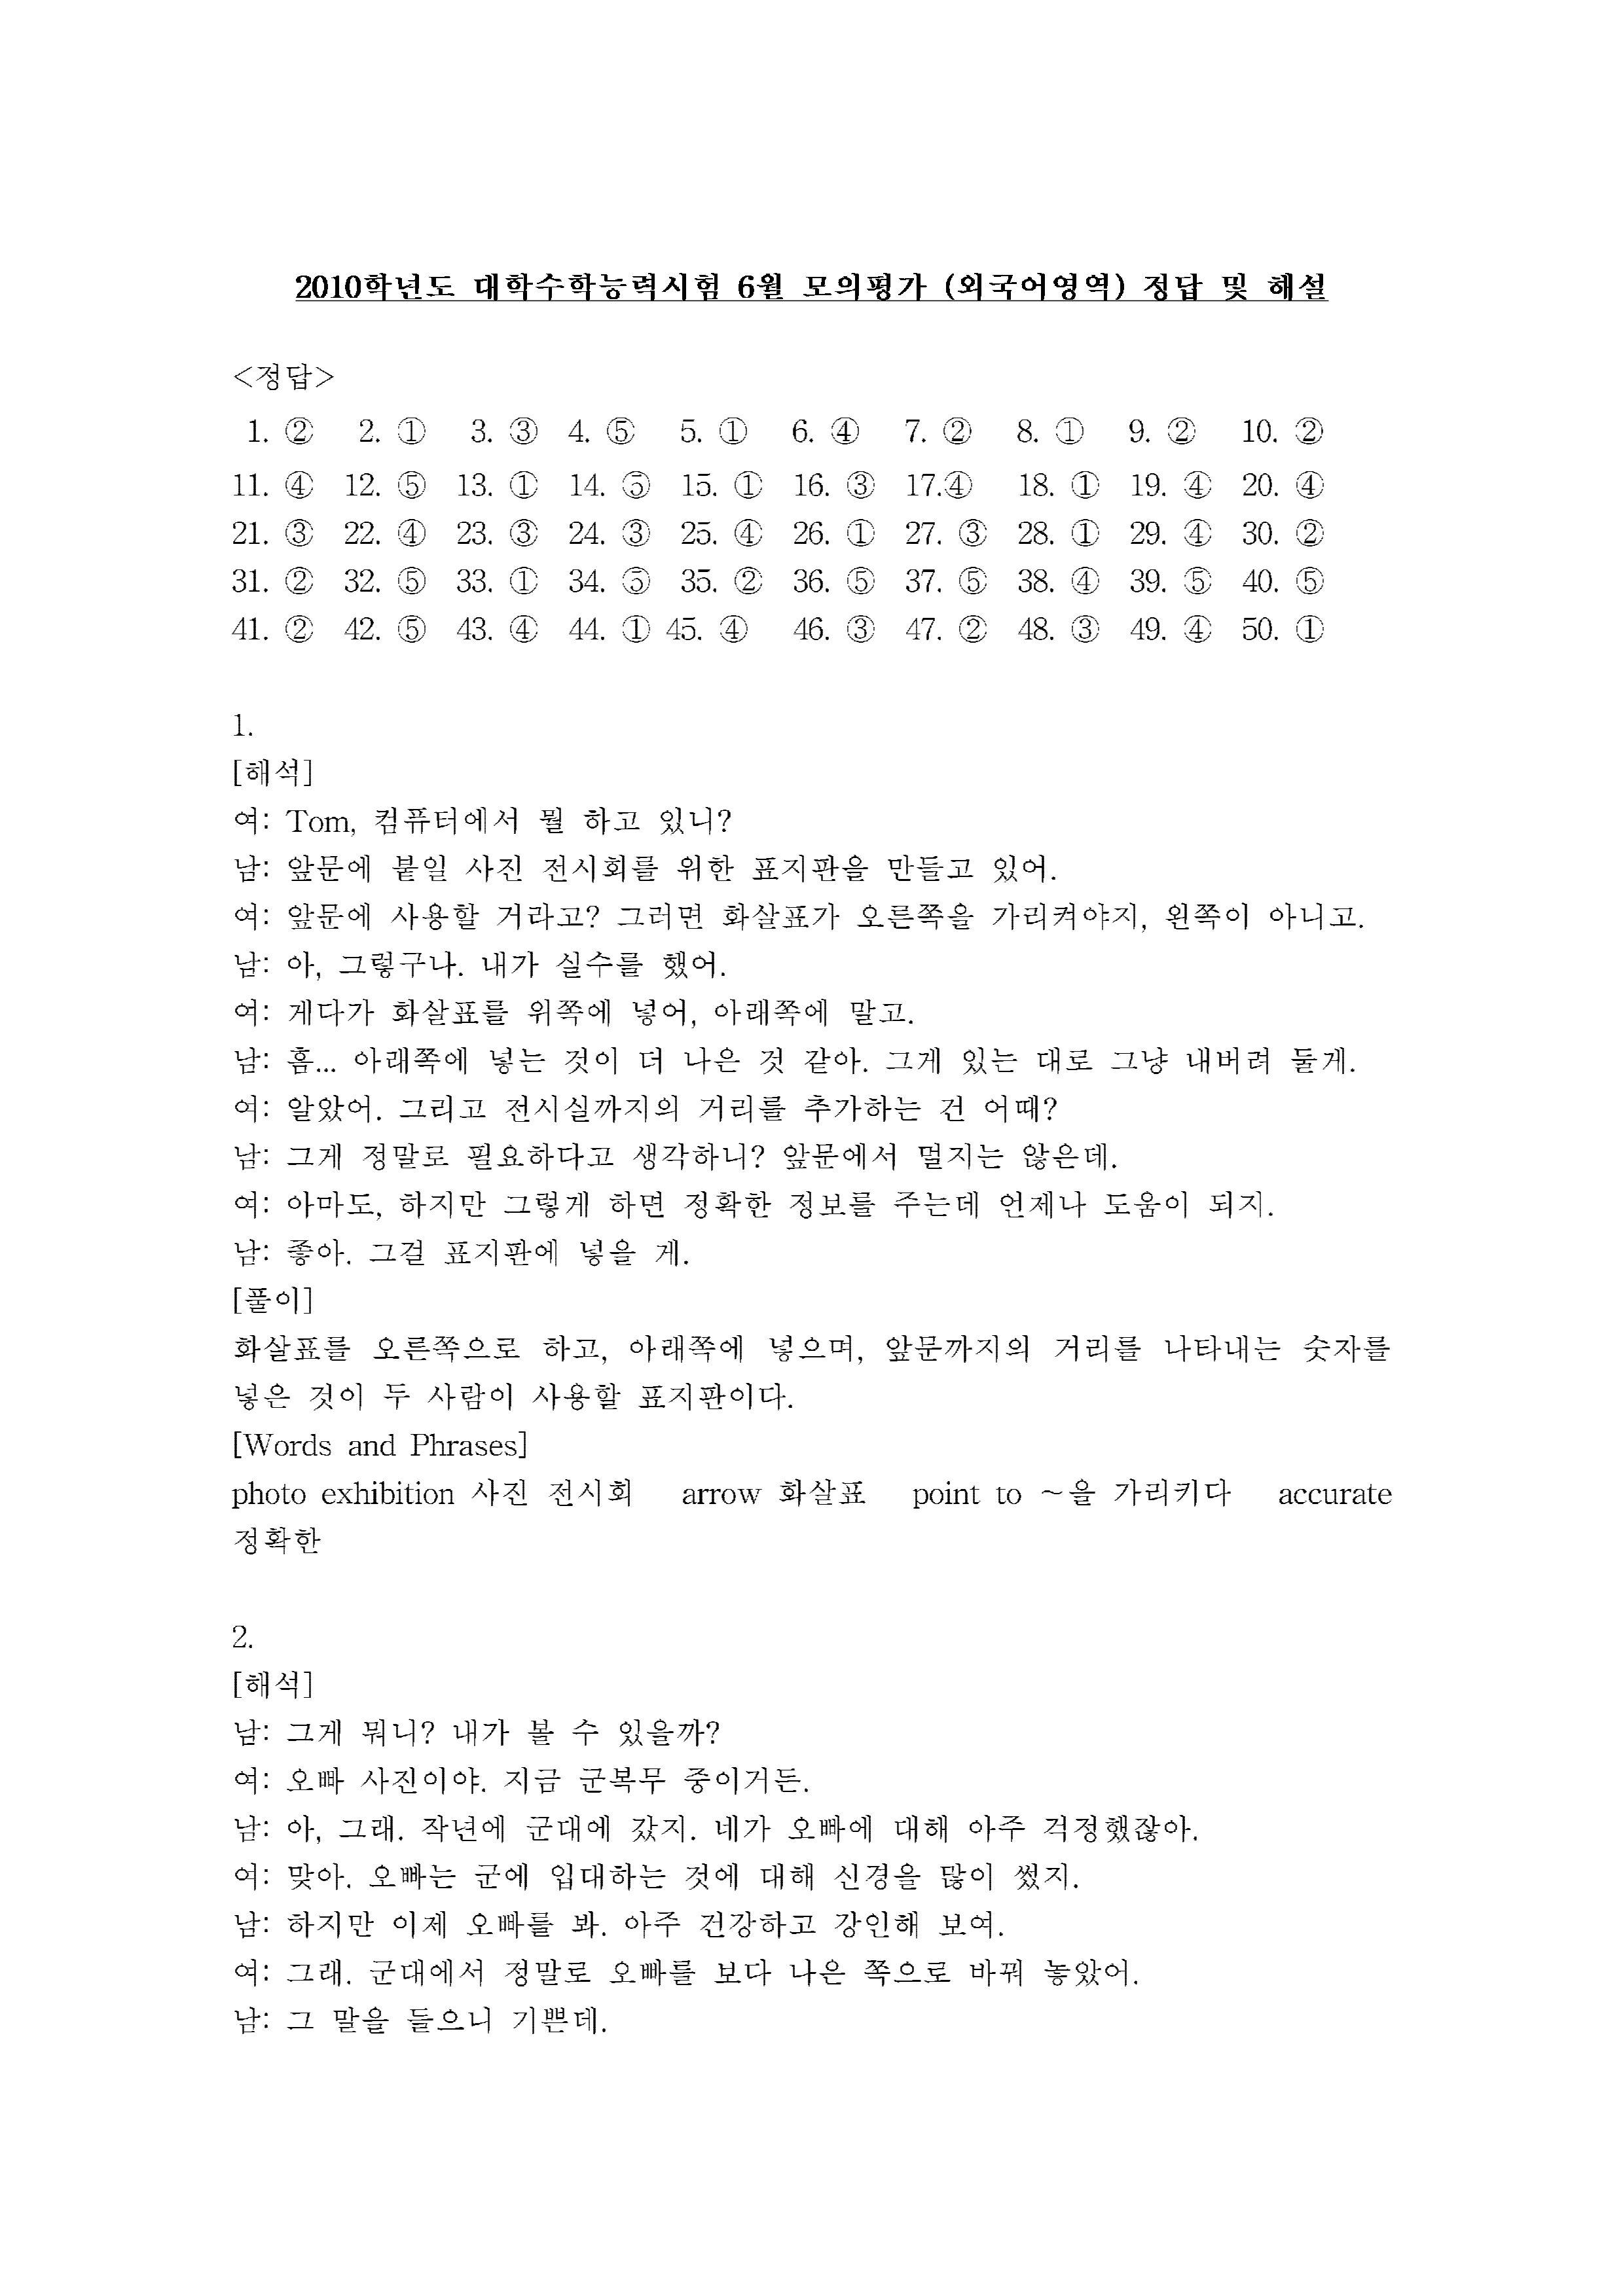 2010학년도 대학수학능력시험 6월 모의평가 (외국어영역) 정답 및 해설
<정답>
1. ② 2. ① 3. ③ 4. ⑤ 5. ① 6. ④ 7. ② 8. ① 9. ② 10. ②
11. ④ 12. ⑤ 13. ① 14. ⑤ 15. ① 16. ③ 17.④ 18. ① 19. ④ 20. ④
21. ③ 22. ④ 23. ③ 24. ③ 25. ④ 26. ① 27. ③ 28. ① 29. ④ 30. ②
31. ② 32. ⑤ 33. ① 34. ⑤ 35. ② 36. ⑤ 37. ⑤ 38. ④ 39. ⑤ 40. ⑤
41. ② 42. ⑤ 43. ④ 44. ① 45. ④ 46. ③ 47. ② 48. ③ 49. ④ 50. ①
1.
[해석]
여: Tom, 컴퓨터에서 뭘 하고 있니?
남: 앞문에 붙일 사진 전시회를 위한 표지판을 만들고 있어.
여: 앞문에 사용할 거라고? 그러면 화살표가 오른쪽을 가리켜야지, 왼쪽이 아니고.
남: 아, 그렇구나. 내가 실수를 했어.
여: 게다가 화살표를 위쪽에 넣어, 아래쪽에 말고.
남: 흠... 아래쪽에 넣는 것이 더 나은 것 같아. 그게 있는 대로 그냥 내버려 둘게.
여: 알았어. 그리고 전시실까지의 거리를 추가하는 건 어때?
남: 그게 정말로 필요하다고 생각하니? 앞문에서 멀지는 않은데.
여: 아마도, 하지만 그렇게 하면 정확한 정보를 주는데 언제나 도움이 되지.
남: 좋아. 그걸 표지판에 넣을 게.
[풀이]
화살표를 오른쪽으로 하고, 아래쪽에 넣으며, 앞문까지의 거리를 나타내는 숫자를
넣은 것이 두 사람이 사용할 표지판이다.
[Words and Phrases]
photo exhibition 사진 전시회 arrow 화살표 point to ~을 가리키다 accurate
정확한
2.
[해석]
남: 그게 뭐니? 내가 볼 수 있을까?
여: 오빠 사진이야. 지금 군복무 중이거든.
남: 아, 그래. 작년에 군대에 갔지. 네가 오빠에 대해 아주 걱정했잖아.
여: 맞아. 오빠는 군에 입대하는 것에 대해 신경을 많이 썼지.
남: 하지만 이제 오빠를 봐. 아주 건강하고 강인해 보여.
여: 그래. 군대에서 정말로 오빠를 보다 나은 쪽으로 바꿔 놓았어.
남: 그 말을 들으니 기쁜데.